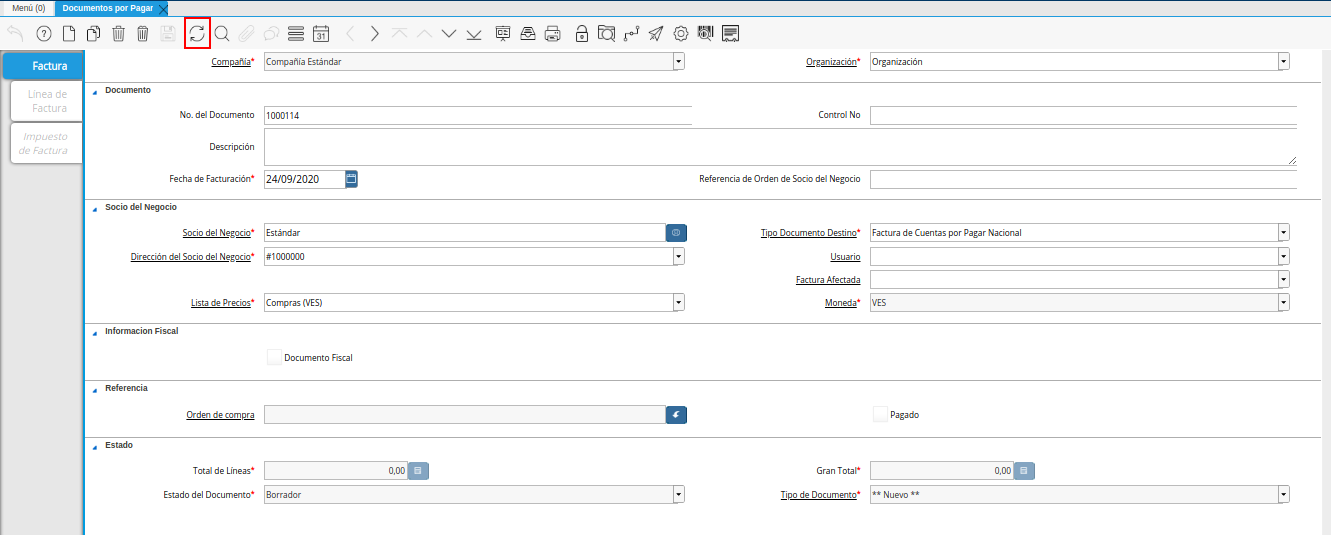 Menú (0) Documentos por Pagar
31
Factura
Compañía* Compañía Estándar Organización* Organización
Linea de
Factura
Documento
No. del Documento 1000114 Control No
Impuesto
de Factura
Descripción
Fecha de Facturación* 24/09/2020 Referencia de Orden de Socio del Negocio
Socio del Negocio
Socio del Negocio* Estándar Tipo Documento Destino* Factura de Cuentas por Pagar Nacional
Dirección del Socio del Negocio* #1000000 Usuario
Factura Afectada
Lista de Precios* Compras (VES) Moneda* VES
Informacion Fiscal
Documento Fiscal
Referencia
Orden de compra Pagado
Estado
Total de Líneas* 0,00 Gran Total* 0,00
Estado del Documento* Borrador Tipo de Documento* ** Nuevo **